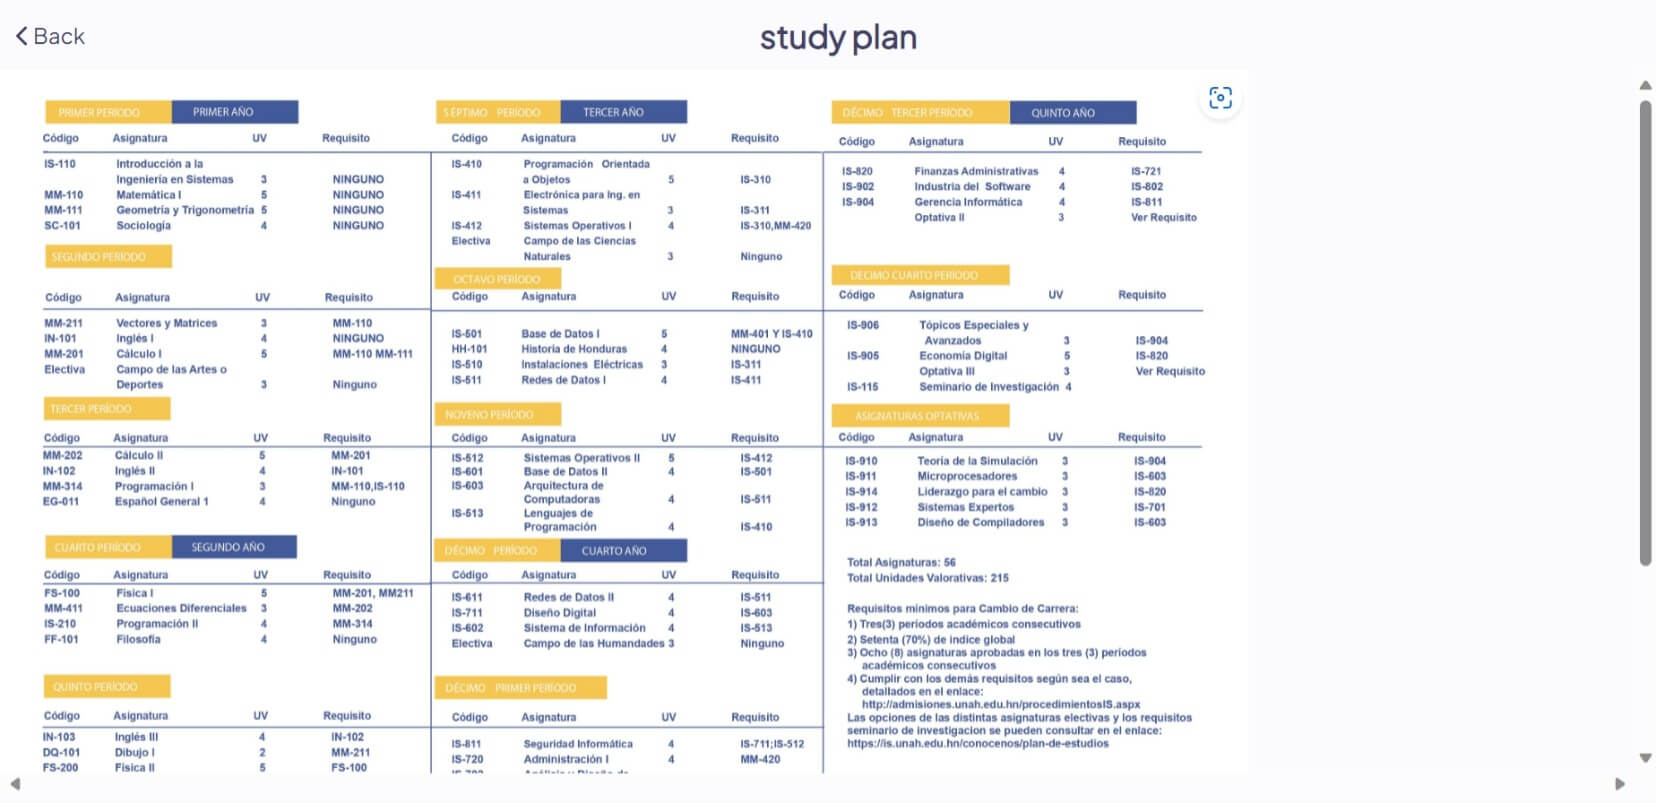 Back
study plan
PRIMER PERÍODO PRIMER AÑO
Código Asignatura UV Requisito
IS-110 Introducción a la
Ingeniería en Sistemas 3 NINGUNO
MM-110 Matemática I 5 NINGUNO
MM-111 Geometría y Trigonometría 5 NINGUNO
SC-101 Sociología 4 NINGUNO
SEGUNDO PERÍODO
Código Asignatura UV Requisito
MM-211 Vectores y Matrices 3 MM-110
IN-101 Inglés I 4 NINGUNO
MM-201 Cálculo I 5 MM-110 MM-111
Electiva Campo de las Artes o
Deportes 3 Ninguno
TERCER PERÍODO
Código Asignatura UV Requisito
MM-202 Cálculo II 5 MM-201
IN-102 Inglés II 4 IN-101
MM-314 Programación I 3 MM-110,IS-110
EG-011 Español General 1 4 Ninguno
CUARTO PERÍODO SEGUNDO AÑO
Código Asignatura UV Requisito
FS-100 Física I 5 MM-201, MM211
MM-411 Ecuaciones Diferenciales 3 MM-202
IS-210 Programación II 4 MM-314
FF-101 Filosofía 4 Ninguno
QUINTO PERÍODO
Código Asignatura UV Requisito
IN-103 Inglés III 4 IN-102
DQ-101 Dibujo I 2 MM-211
FS-200 Física II 5 FS-100
SÉPTIMO PERÍODO TERCER AÑO
Código Asignatura UV Requisito
IS-410 Programación Orientada
a Objetos 5 IS-310
IS-411 Electrónica para Ing. en
Sistemas 3 IS-311
IS-412 Sistemas Operativos I 4 IS-310,MM-420
Electiva Campo de las Ciencias
Naturales 3 Ninguno
OCTAVO PERÍODO
Código Asignatura UV Requisito
IS-501 Base de Datos I 5 MM-401 Y IS-410
HH-101 Historia de Honduras 4 NINGUNO
IS-510 Instalaciones Eléctricas 3 IS-311
IS-511 Redes de Datos I 4 IS-411
NOVENO PERÍODO
Código Asignatura UV Requisito
IS-512 Sistemas Operativos II 5 IS-412
IS-601 Base de Datos II 4 IS-501
IS-603 Arquitectura de
Computadoras 4 IS-511
IS-513 Lenguajes de
Programación 4 IS-410
DÉCIMO PERÍODO CUARTO AÑO
Código Asignatura UV Requisito
IS-611 Redes de Datos II 4 IS-511
IS-711 Diseño Digital 4 IS-603
IS-602 Sistema de Información 4 IS-513
Electiva Campo de las Humandades 3 Ninguno
DÉCIMO PRIMER PERÍODO
Código Asignatura UV Requisito
IS-811 Seguridad Informática 4 IS-711;IS-512
IS-720 Administración I 4 MM-420
DÉCIMO TERCER PERÍODO QUINTO AÑO
Código Asignatura UV Requisito
IS-820 Finanzas Administrativas 4 IS-721
IS-902 Industria del Software 4 IS-802
IS-904 Gerencia Informática 4 IS-811
Optativa II 3 Ver Requisito
DECIMO CUARTO PERÍODO
Código Asignatura UV Requisito
IS-906 Tópicos Especiales y
Avanzados 3 IS-904
IS-905 Economía Digital 5 IS-820
Optativa III 3 Ver Requisito
IS-115 Seminario de Investigación 4
ASIGNATURAS OPTATIVAS
Código Asignatura UV Requisito
IS-910 Teoría de la Simulación 3 IS-904
IS-911 Microprocesadores 3 IS-603
IS-914 Liderazgo para el cambio 3 IS-820
IS-912 Sistemas Expertos 3 IS-701
IS-913 Diseño de Compiladores 3 IS-603
Total Asignaturas: 56
Total Unidades Valorativas: 215
Requisitos mínimos para Cambio de Carrera:
1) Tres(3) períodos académicos consecutivos
2) Setenta (70%) de indice global
3) Ocho (8) asignaturas aprobadas en los tres (3) períodos
académicos consecutivos
4) Cumplir con los demás requisitos según sea el caso,
detallados en el enlace:
http://admisiones.unah.edu.hn/procedimientosIS.aspx
Las opciones de las distintas asignaturas electivas y los requisitos
seminario de investigacion se pueden consultar en el enlace:
https://is.unah.edu.hn/conocenos/plan-de-estudios